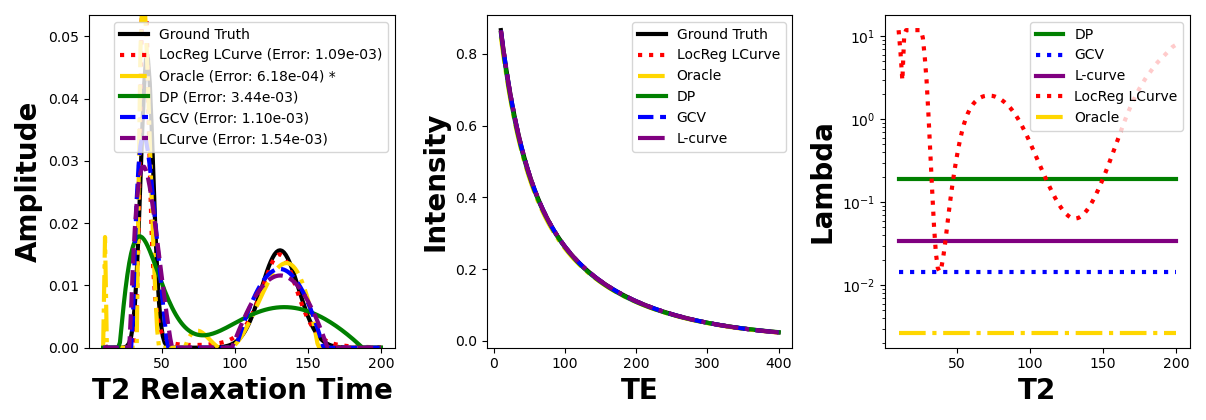 Amplitude
0.05
0.04
0.03
0.02
0.01
0.00
Ground Truth
LocReg LCurve (Error: 1.09e-03)
Oracle (Error: 6.18e-04) *
DP (Error: 3.44e-03)
GCV (Error: 1.10e-03)
LCurve (Error: 1.54e-03)
50 100 150 200
T2 Relaxation Time
Intensity
0.8
0.6
0.4
0.2
0.0
Ground Truth
LocReg LCurve
Oracle
DP
GCV
L-curve
0 100 200 300 400
TE
Lambda
10¹
10⁰
10⁻¹
10⁻²
DP
GCV
L-curve
LocReg LCurve
Oracle
50 100 150 200
T2